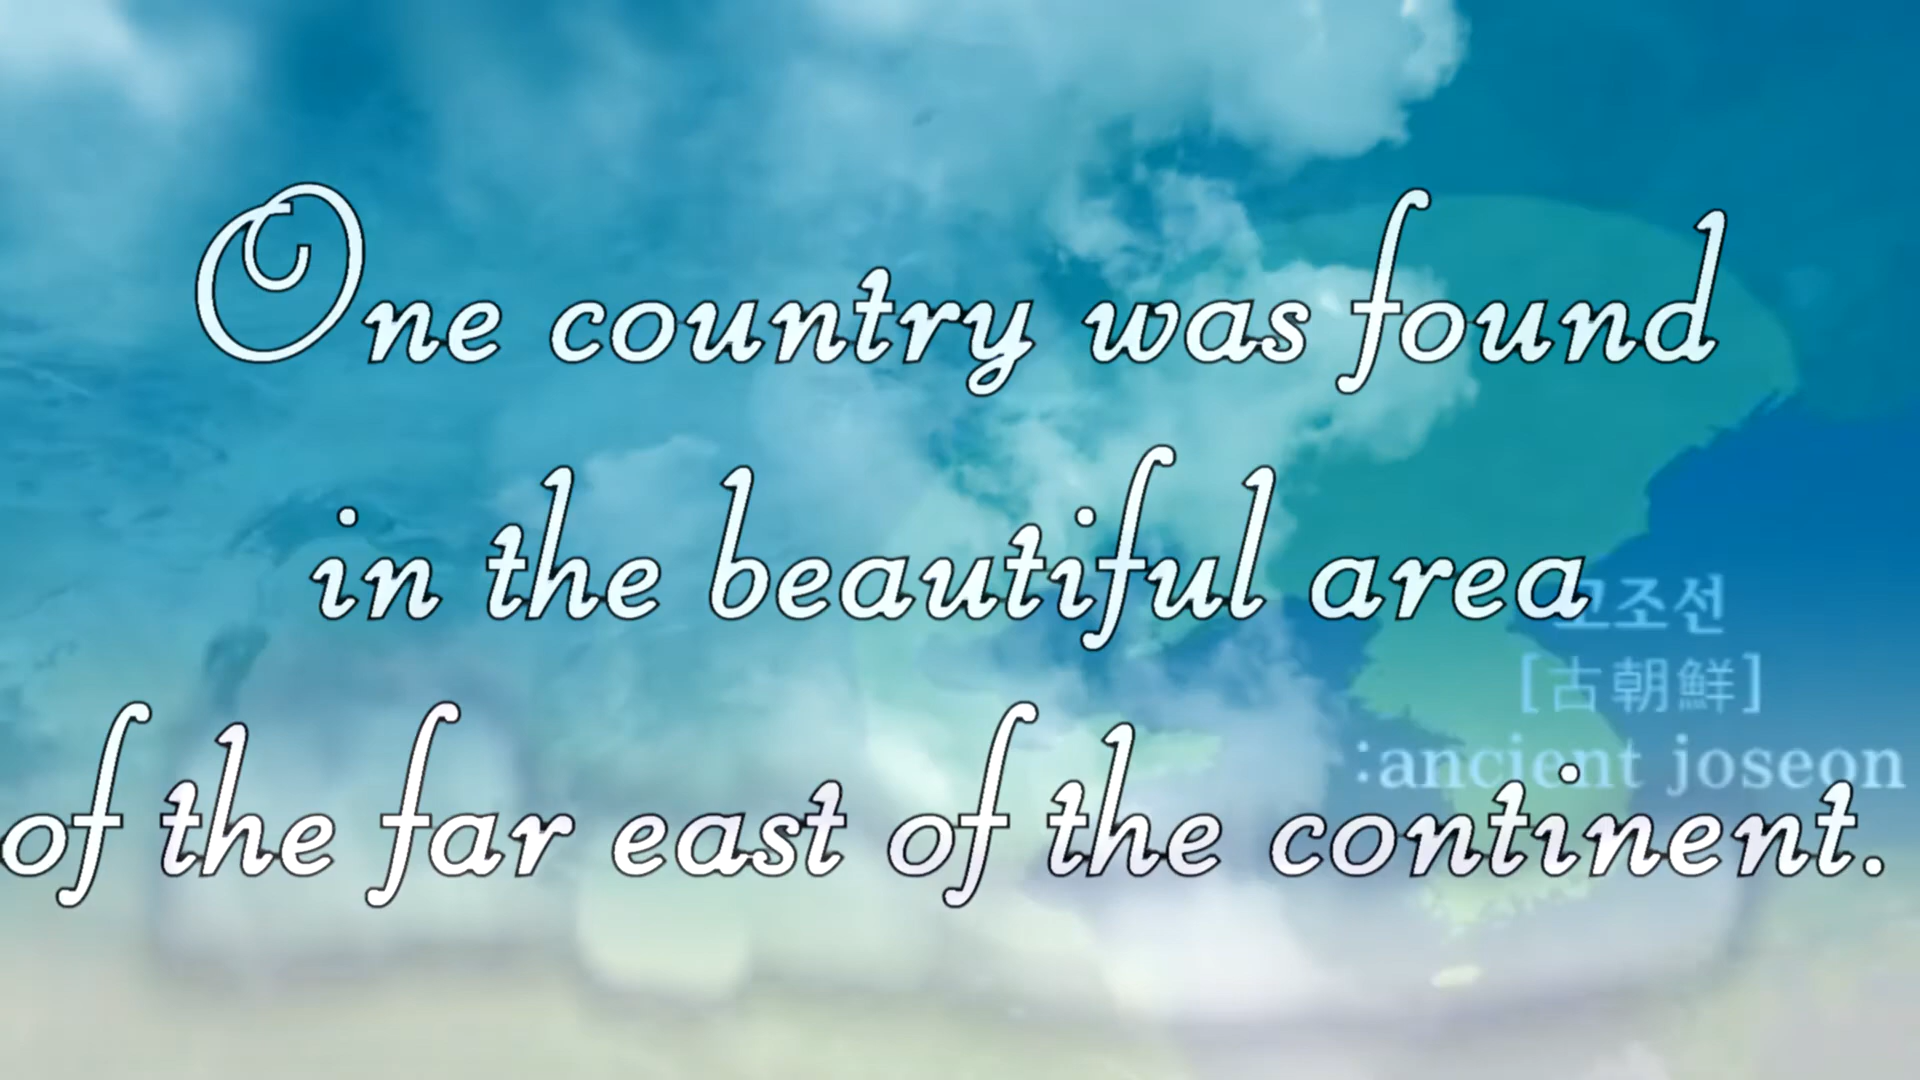 One country was found
in the beautiful area
of the far east of the continent.
고조선
[古朝鮮]
:ancient joseon